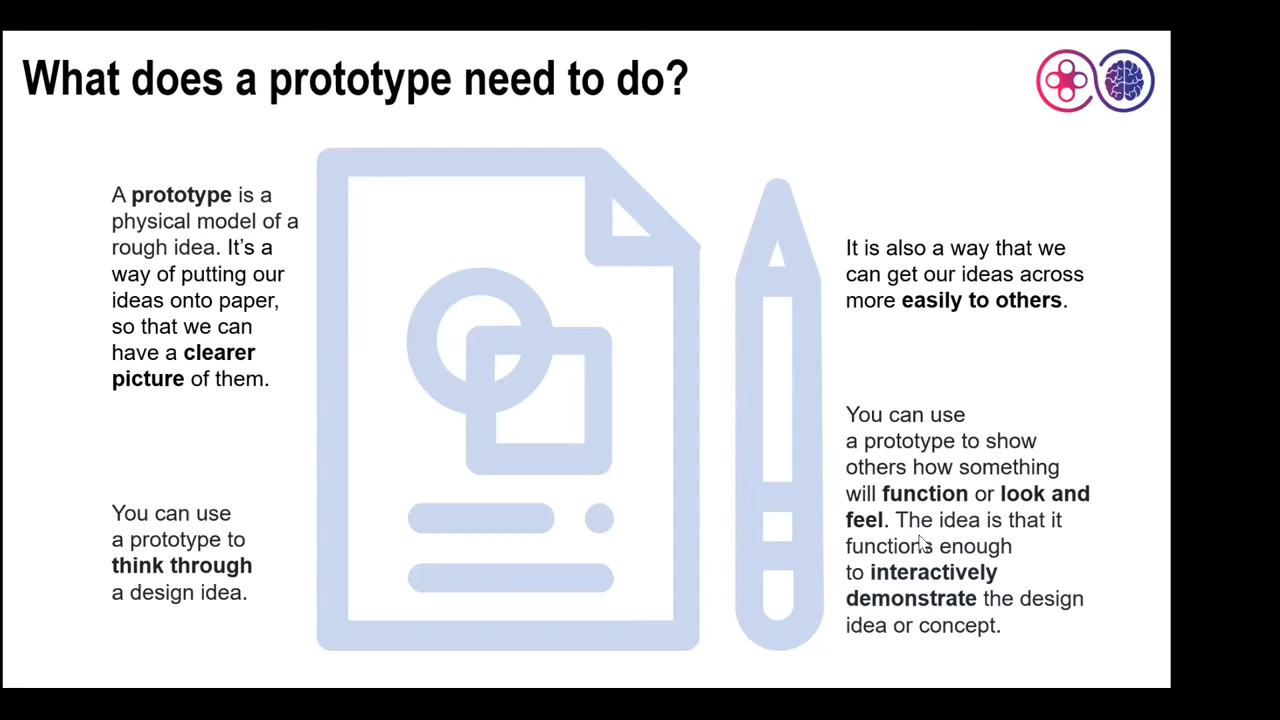 What does a prototype need to do?
A prototype is a
physical model of a
rough idea. It’s a
way of putting our
ideas onto paper,
so that we can
have a clearer
picture of them.
You can use
a prototype to
think through
a design idea.
It is also a way that we
can get our ideas across
more easily to others.
You can use
a prototype to show
others how something
will function or look and
feel. The idea is that it
functions enough
to interactively
demonstrate the design
idea or concept.